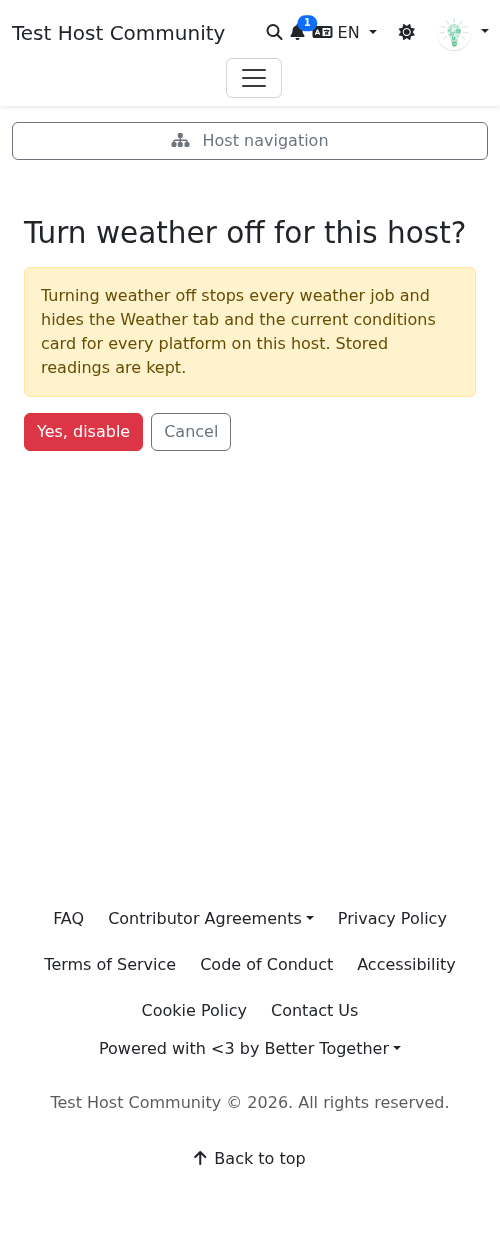 Test Host Community
1
EN
Host navigation
Turn weather off for this host?
Turning weather off stops every weather job and
hides the Weather tab and the current conditions
card for every platform on this host. Stored
readings are kept.
Yes, disable
Cancel
FAQ
Contributor Agreements
Privacy Policy
Terms of Service
Code of Conduct
Accessibility
Cookie Policy
Contact Us
Powered with <3 by Better Together
Test Host Community © 2026. All rights reserved.
Back to top